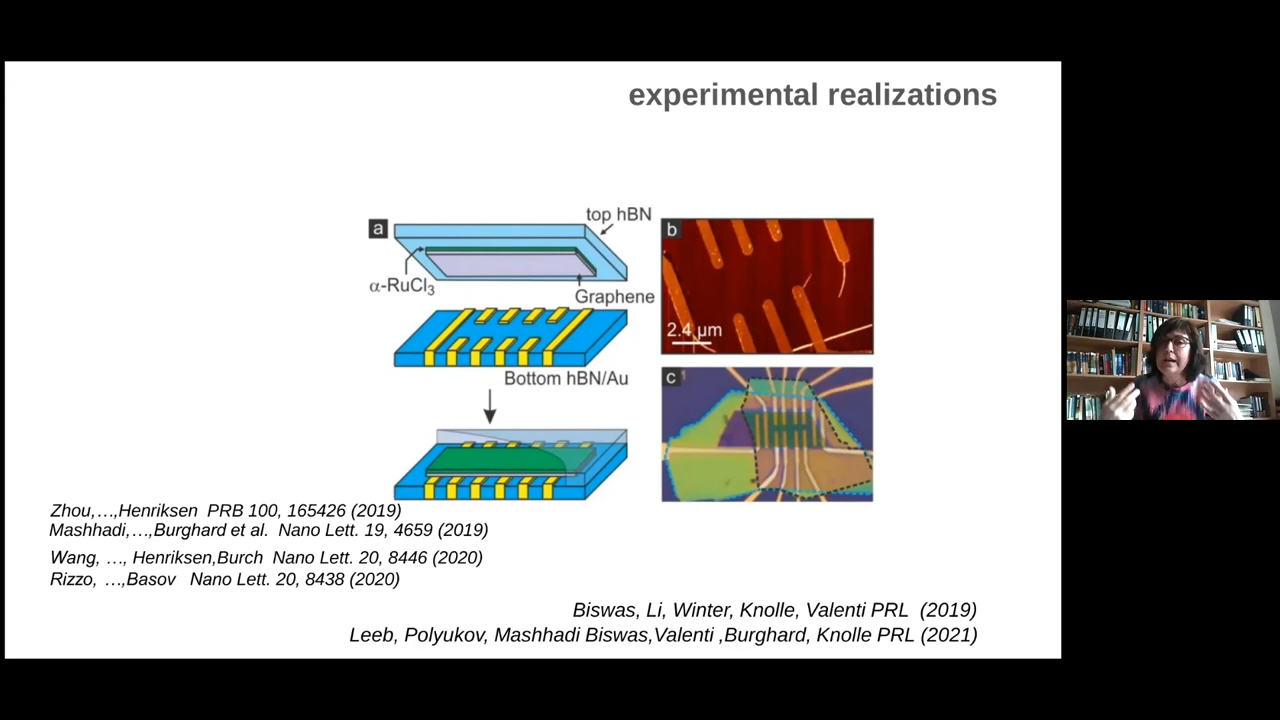 experimental realizations
a
top hBN
α-RuCl3
Graphene
Bottom hBN/Au
b
2.4 μm
c
Zhou,…,Henriksen PRB 100, 165426 (2019)
Mashhadi,…,Burghard et al. Nano Lett. 19, 4659 (2019)
Wang, …, Henriksen,Burch Nano Lett. 20, 8446 (2020)
Rizzo, …,Basov Nano Lett. 20, 8438 (2020)
Biswas, Li, Winter, Knolle, Valenti PRL (2019)
Leeb, Polyukov, Mashhadi Biswas,Valenti ,Burghard, Knolle PRL (2021)